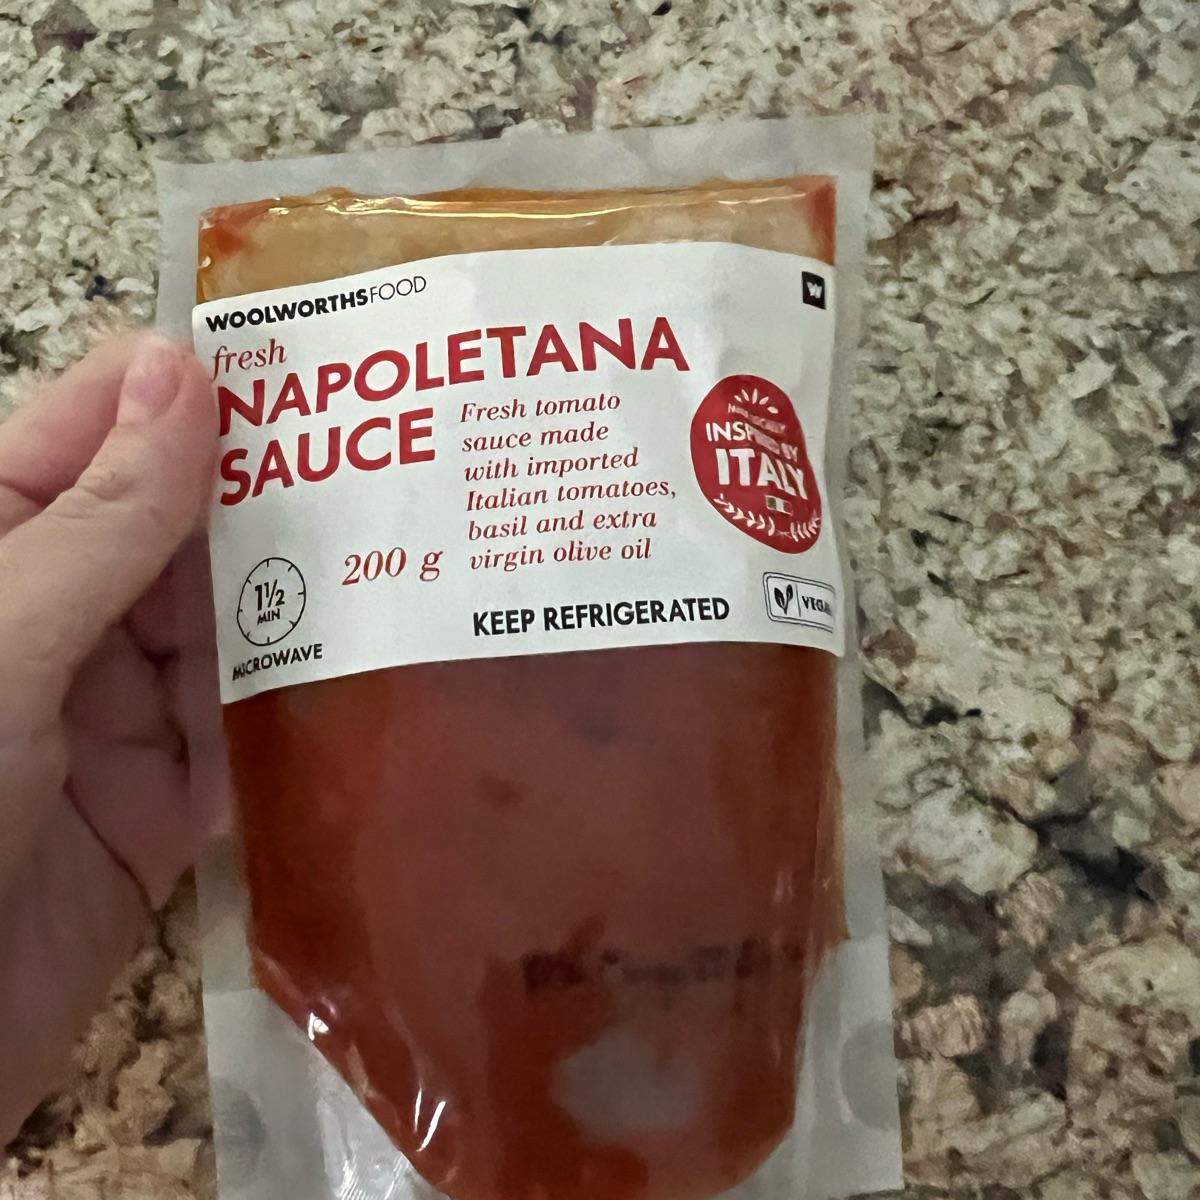 WOOLWORTHSFOOD
W
fresh
NAPOLETANA
SAUCE
Fresh tomato
sauce made
with imported
Italian tomatoes,
basil and extra
virgin olive oil
INSPIRED BY
ITALY
200 g
1½
MIN
MICROWAVE
KEEP REFRIGERATED